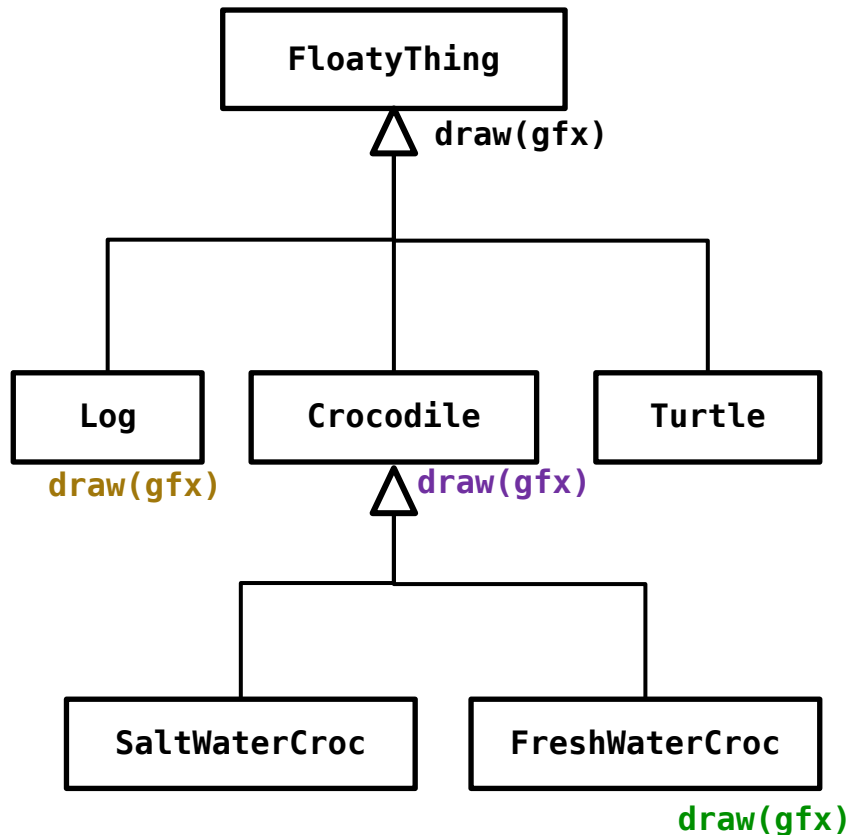 FloatyThing
draw(gfx)
Log
Crocodile
Turtle
draw(gfx)
draw(gfx)
SaltWaterCroc
FreshWaterCroc
draw(gfx)